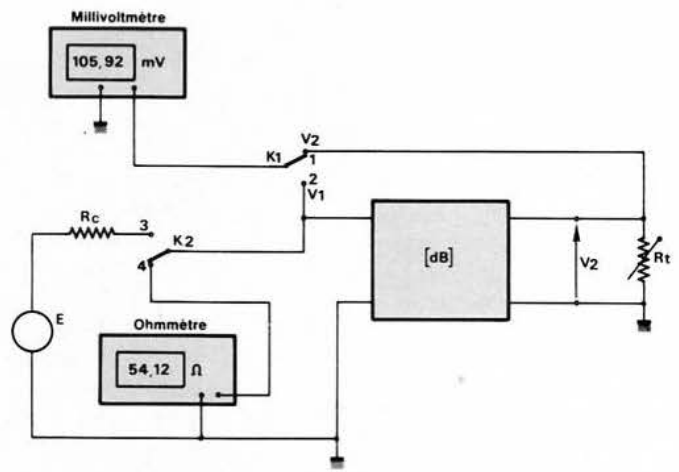 Millivoltmètre
105,92 mV
V2
K1
1
2
V1
Rc
3
K2
4
[dB]
V2
Rt
E
Ohmmètre
54,12 Ω